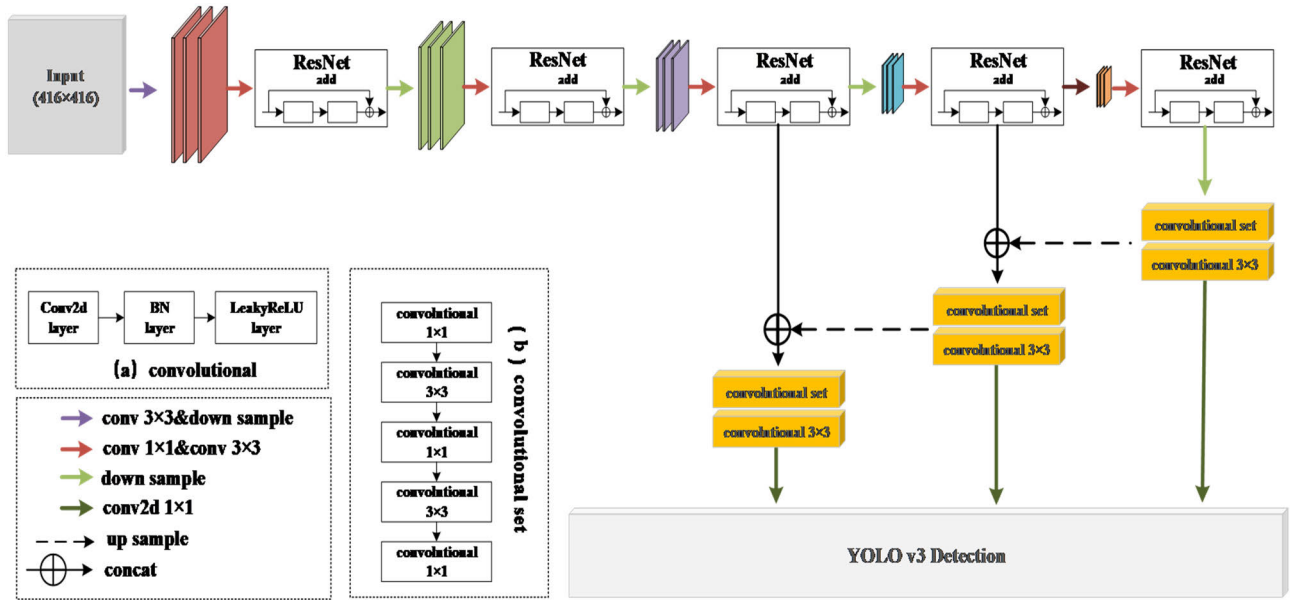 Input
(416×416)
ResNet
add
ResNet
add
ResNet
add
ResNet
add
ResNet
add
convolutional set
convolutional 3×3
convolutional set
convolutional 3×3
convolutional set
convolutional 3×3
Conv2d
layer
BN
layer
LeakyReLU
layer
(a) convolutional
conv 3×3&down sample
conv 1×1&conv 3×3
down sample
conv2d 1×1
up sample
concat
convolutional
1×1
convolutional
3×3
convolutional
1×1
convolutional
3×3
convolutional
1×1
(b) convolutional set
YOLO v3 Detection